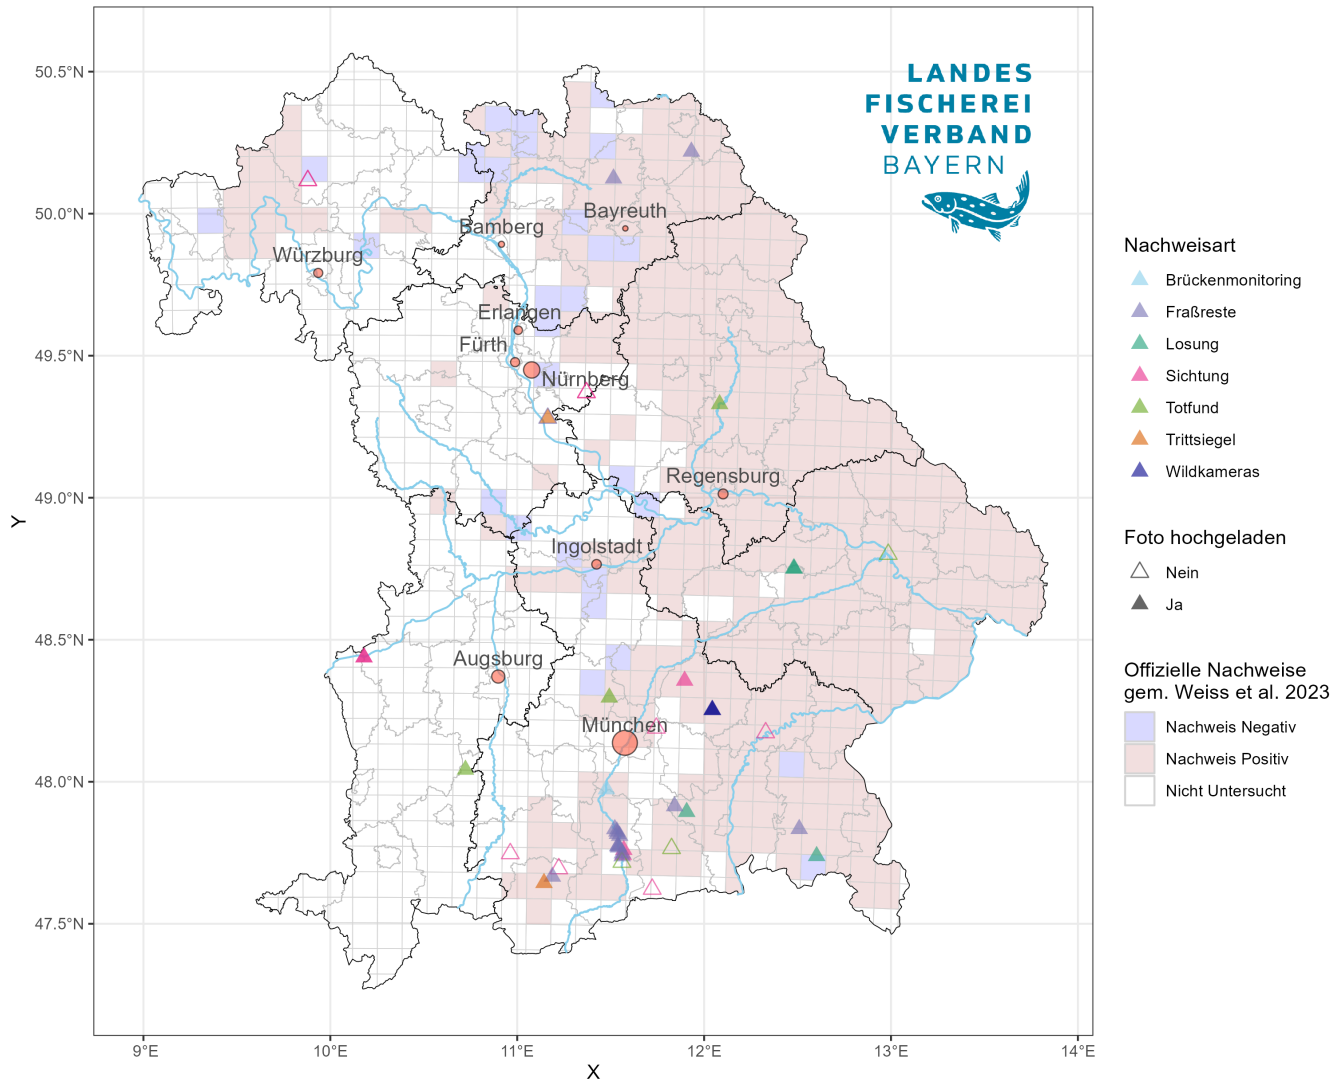 LANDES
FISCHEREI
VERBAND
BAYERN
50.5°N
50.0°N
49.5°N
49.0°N
48.5°N
48.0°N
47.5°N
Y
Bayreuth
Bamberg
Würzburg
Erlangen
Fürth
Nürnberg
Regensburg
Ingolstadt
Augsburg
München
9°E
10°E
11°E
12°E
13°E
14°E
X
Nachweisart
Brückenmonitoring
Fraßreste
Losung
Sichtung
Totfund
Trittsiegel
Wildkameras
Foto hochgeladen
Nein
Ja
Offizielle Nachweise
gem. Weiss et al. 2023
Nachweis Negativ
Nachweis Positiv
Nicht Untersucht